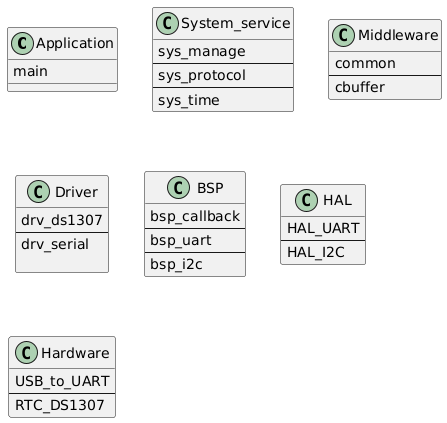 C Application
main
C System_service
sys_manage
sys_protocol
sys_time
C Middleware
common
cbuffer
C Driver
drv_ds1307
drv_serial
C BSP
bsp_callback
bsp_uart
bsp_i2c
C HAL
HAL_UART
HAL_I2C
C Hardware
USB_to_UART
RTC_DS1307